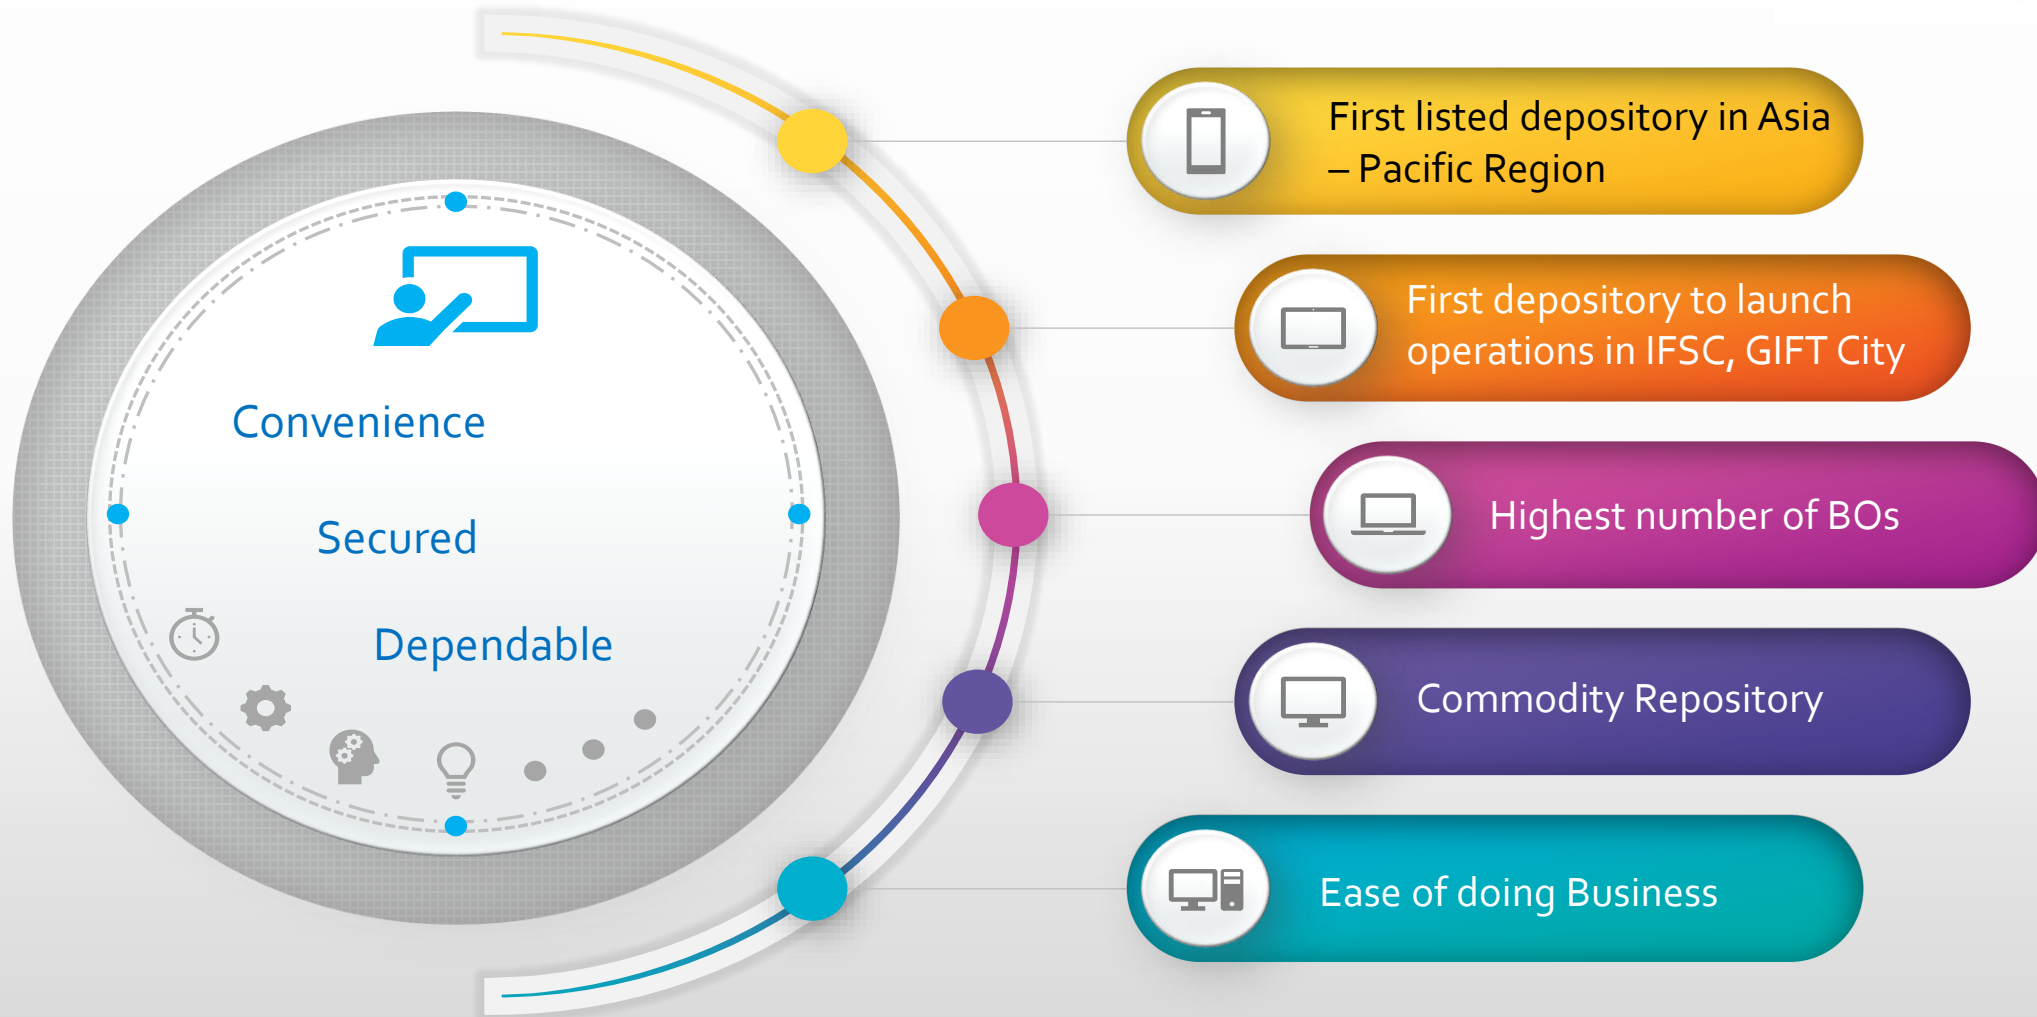 Convenience
Secured
Dependable
First listed depository in Asia
– Pacific Region
First depository to launch
operations in IFSC, GIFT City
Highest number of BOs
Commodity Repository
Ease of doing Business